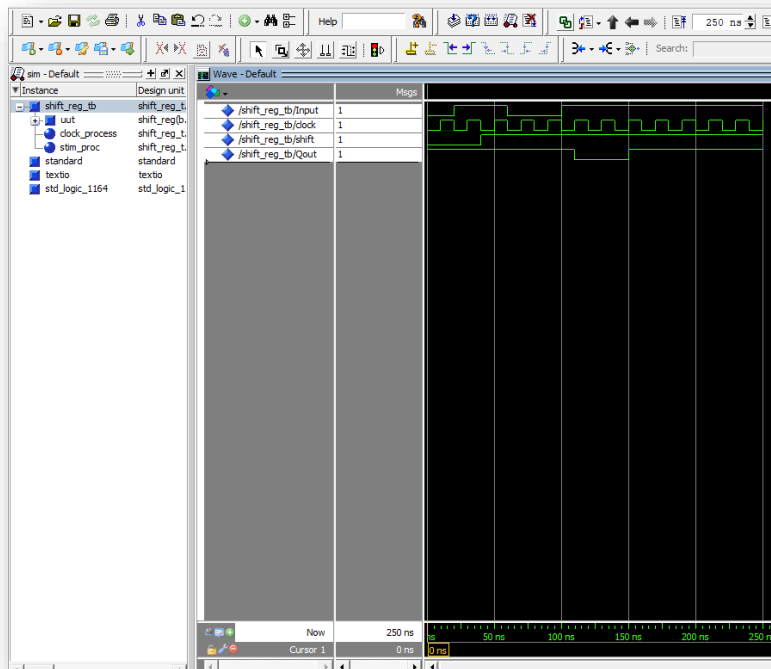 Help
250 ns
Search:
sim - Default
Instance Design unit
shift_reg_tb shift_reg_t.
uut shift_reg(b.
clock_process shift_reg_t.
stim_proc shift_reg_t.
standard standard
textio textio
std_logic_1164 std_logic_1
Wave - Default
Msgs
/shift_reg_tb/Input 1
/shift_reg_tb/clock 1
/shift_reg_tb/shift 1
/shift_reg_tb/Qout 1
Now 250 ns
Cursor 1 0 ns
ns 50 ns 100 ns 150 ns 200 ns 250 n
0 ns